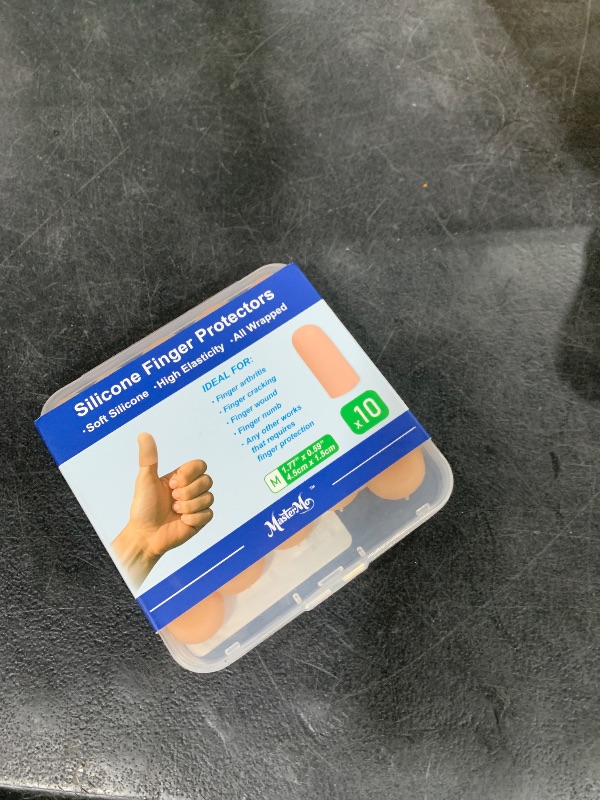 Silicone Finger Protectors
·Soft Silicone ·High Elasticity ·All Wrapped
IDEAL FOR:
· Finger arthritis
· Finger cracking
· Finger wound
· Finger numb
· Any other works
that requires
finger protection
x10
M
1.77" x 0.59"
4.5cm x 1.5cm
MasterMo™